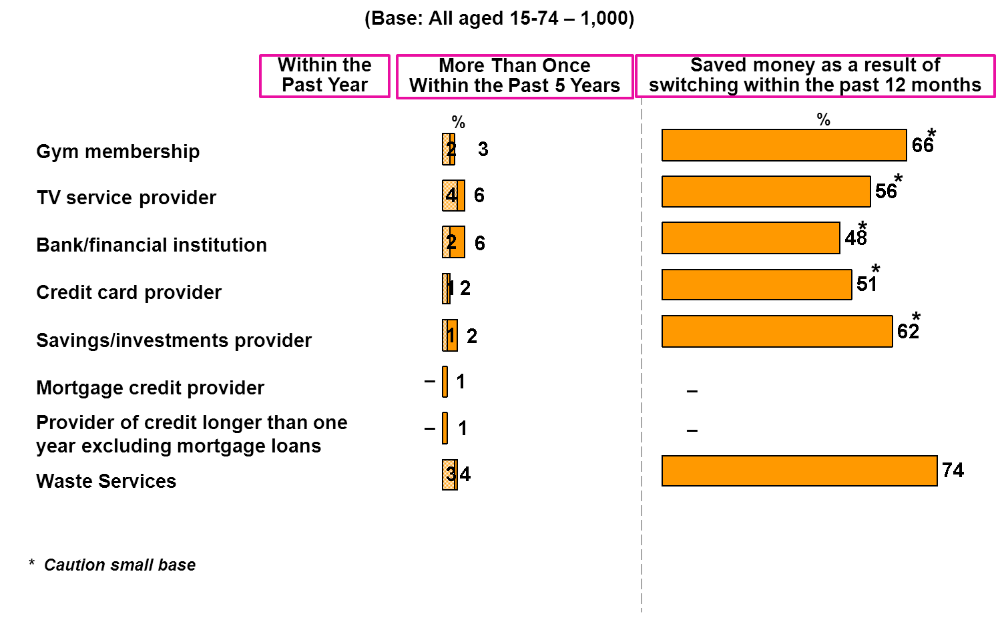 (Base: All aged 15-74 – 1,000)
Within the
Past Year
More Than Once
Within the Past 5 Years
Saved money as a result of
switching within the past 12 months
% %
Gym membership 2 3 66*
TV service provider 4 6 56*
Bank/financial institution 2 6 48*
Credit card provider 1 2 51*
Savings/investments provider 1 2 62*
Mortgage credit provider – 1 –
Provider of credit longer than one
year excluding mortgage loans – 1 –
Waste Services 3 4 74
* Caution small base